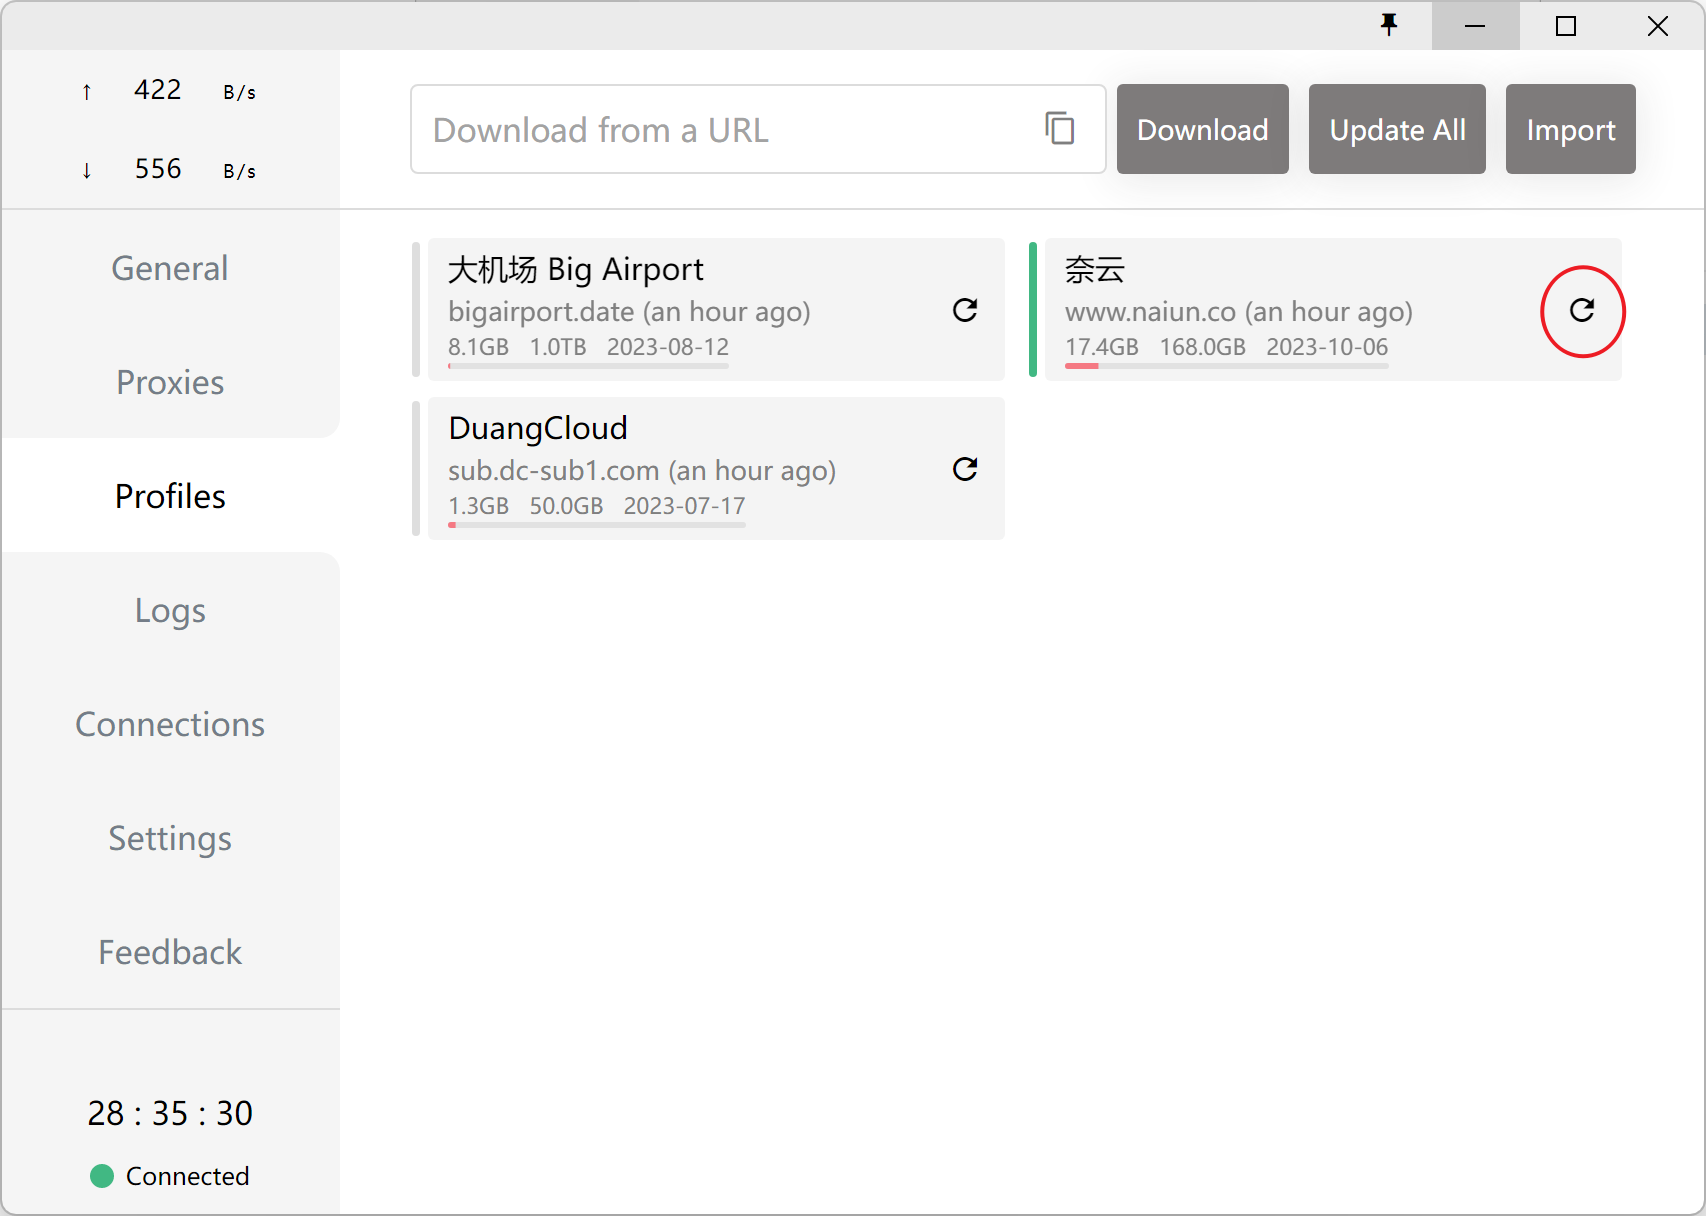 ↑ 422 B/s
↓ 556 B/s
Download from a URL
Download
Update All
Import
General
Proxies
Profiles
Logs
Connections
Settings
Feedback
28 : 35 : 30
Connected
大机场 Big Airport
bigairport.date (an hour ago)
8.1GB 1.0TB 2023-08-12
奈云
www.naiun.co (an hour ago)
17.4GB 168.0GB 2023-10-06
DuangCloud
sub.dc-sub1.com (an hour ago)
1.3GB 50.0GB 2023-07-17